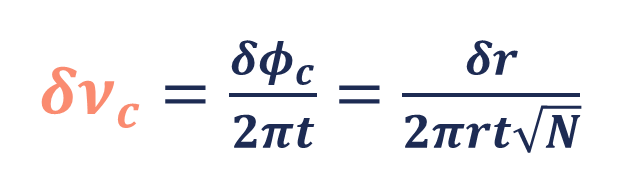 δν_c = δϕ_c / 2πt = δr / 2πrt√N